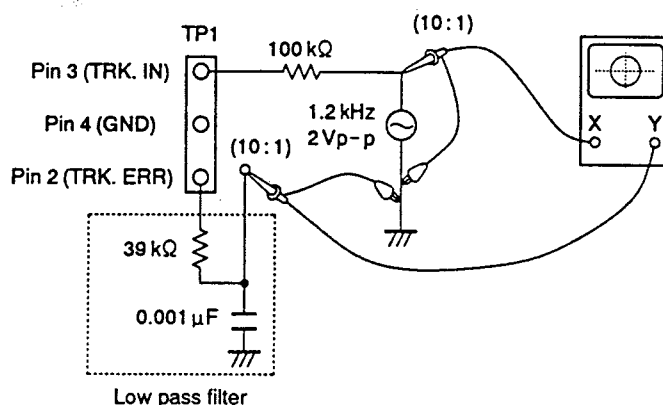 TP1
(10:1)
100 kΩ
Pin 3 (TRK. IN)
1.2 kHz
2 Vp-p
Pin 4 (GND)
X
Y
(10:1)
Pin 2 (TRK. ERR)
39 kΩ
0.001 μF
Low pass filter